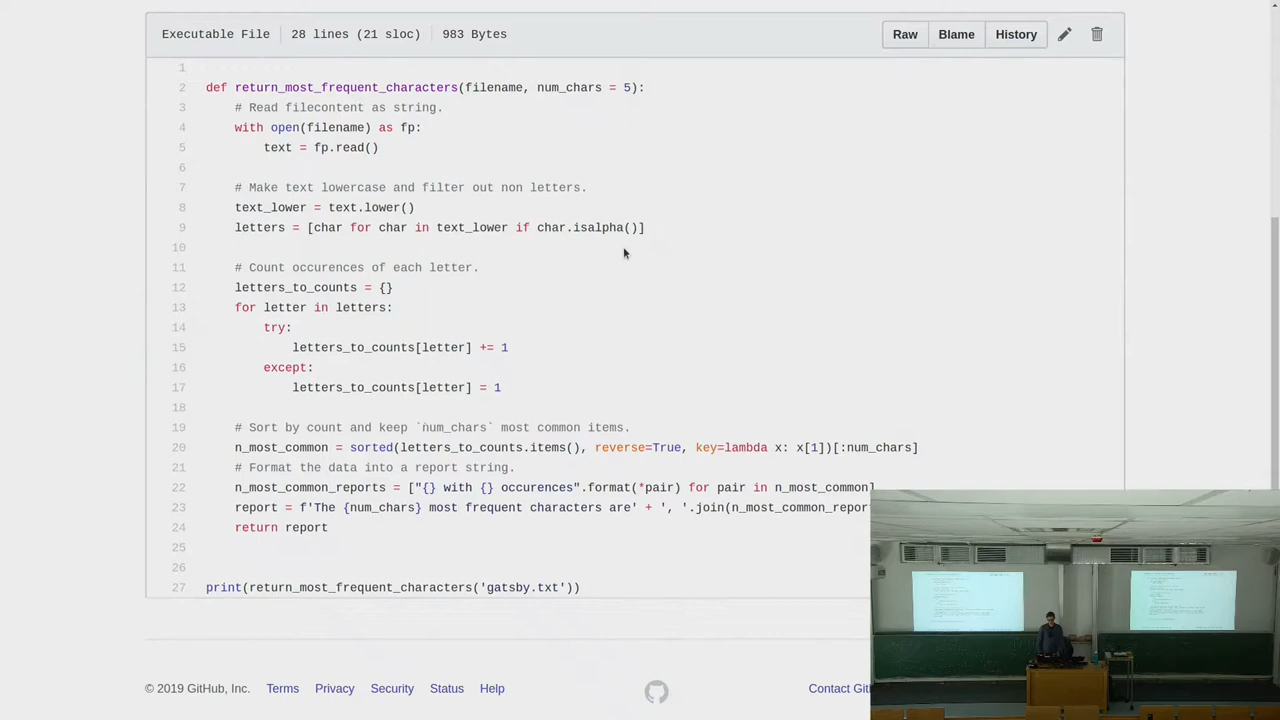 Executable File 28 lines (21 sloc) 983 Bytes Raw Blame History
1
2 def return_most_frequent_characters(filename, num_chars = 5):
3 # Read filecontent as string.
4 with open(filename) as fp:
5 text = fp.read()
6
7 # Make text lowercase and filter out non letters.
8 text_lower = text.lower()
9 letters = [char for char in text_lower if char.isalpha()]
10
11 # Count occurences of each letter.
12 letters_to_counts = {}
13 for letter in letters:
14 try:
15 letters_to_counts[letter] += 1
16 except:
17 letters_to_counts[letter] = 1
18
19 # Sort by count and keep `num_chars` most common items.
20 n_most_common = sorted(letters_to_counts.items(), reverse=True, key=lambda x: x[1])[:num_chars]
21 # Format the data into a report string.
22 n_most_common_reports = ["{} with {} occurences".format(*pair) for pair in n_most_common]
23 report = f'The {num_chars} most frequent characters are' + ', '.join(n_most_common_repor
24 return report
25
26
27 print(return_most_frequent_characters('gatsby.txt'))
© 2019 GitHub, Inc. Terms Privacy Security Status Help Contact Git